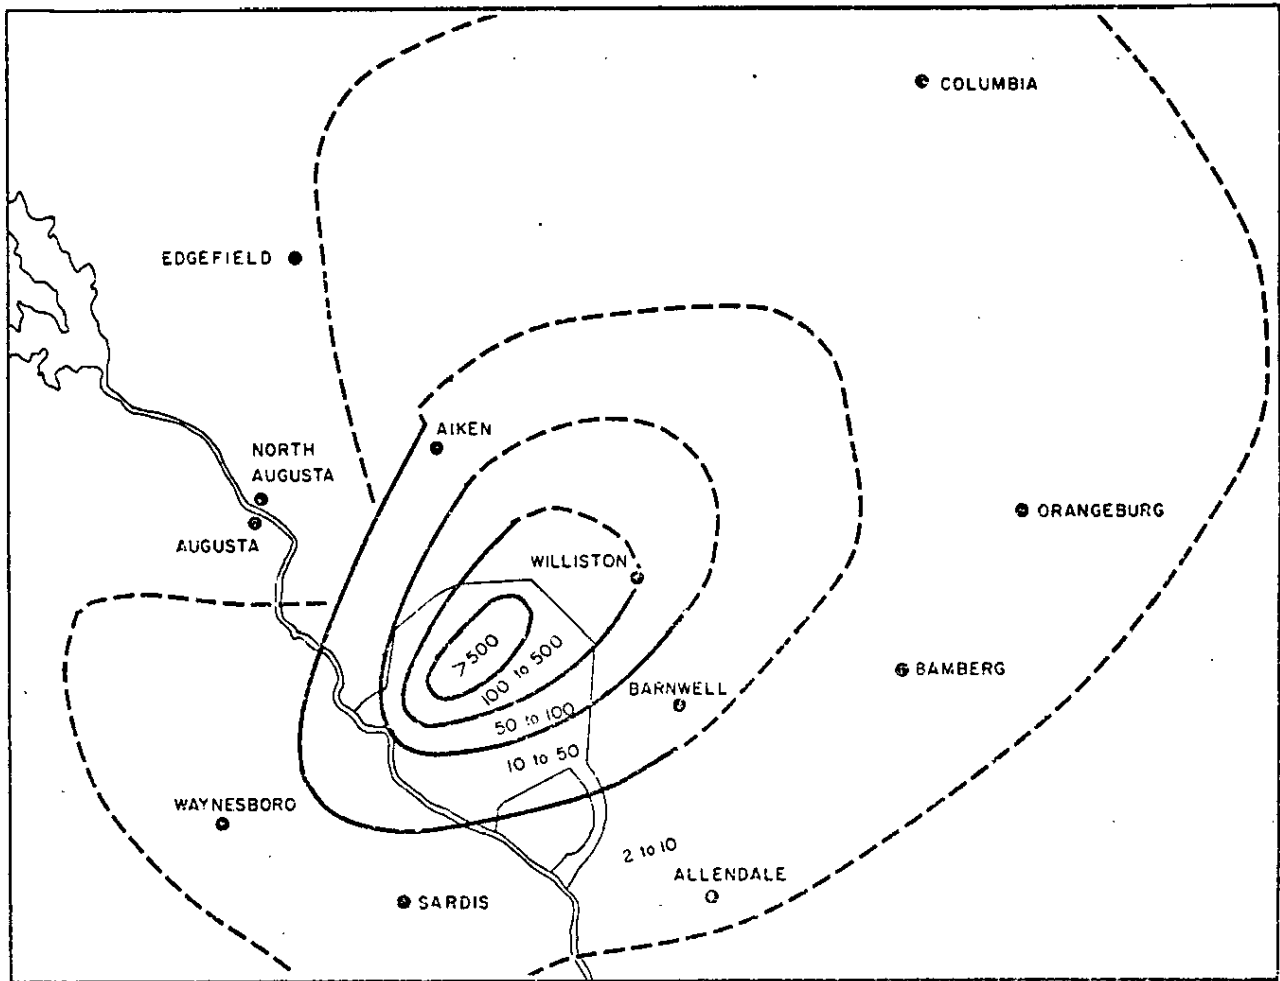 COLUMBIA
EDGEFIELD
AIKEN
NORTH
AUGUSTA
AUGUSTA
ORANGEBURG
WILLISTON
>500
100 to 500
BAMBERG
BARNWELL
50 to 100
10 to 50
WAYNESBORO
2 to 10
ALLENDALE
SARDIS